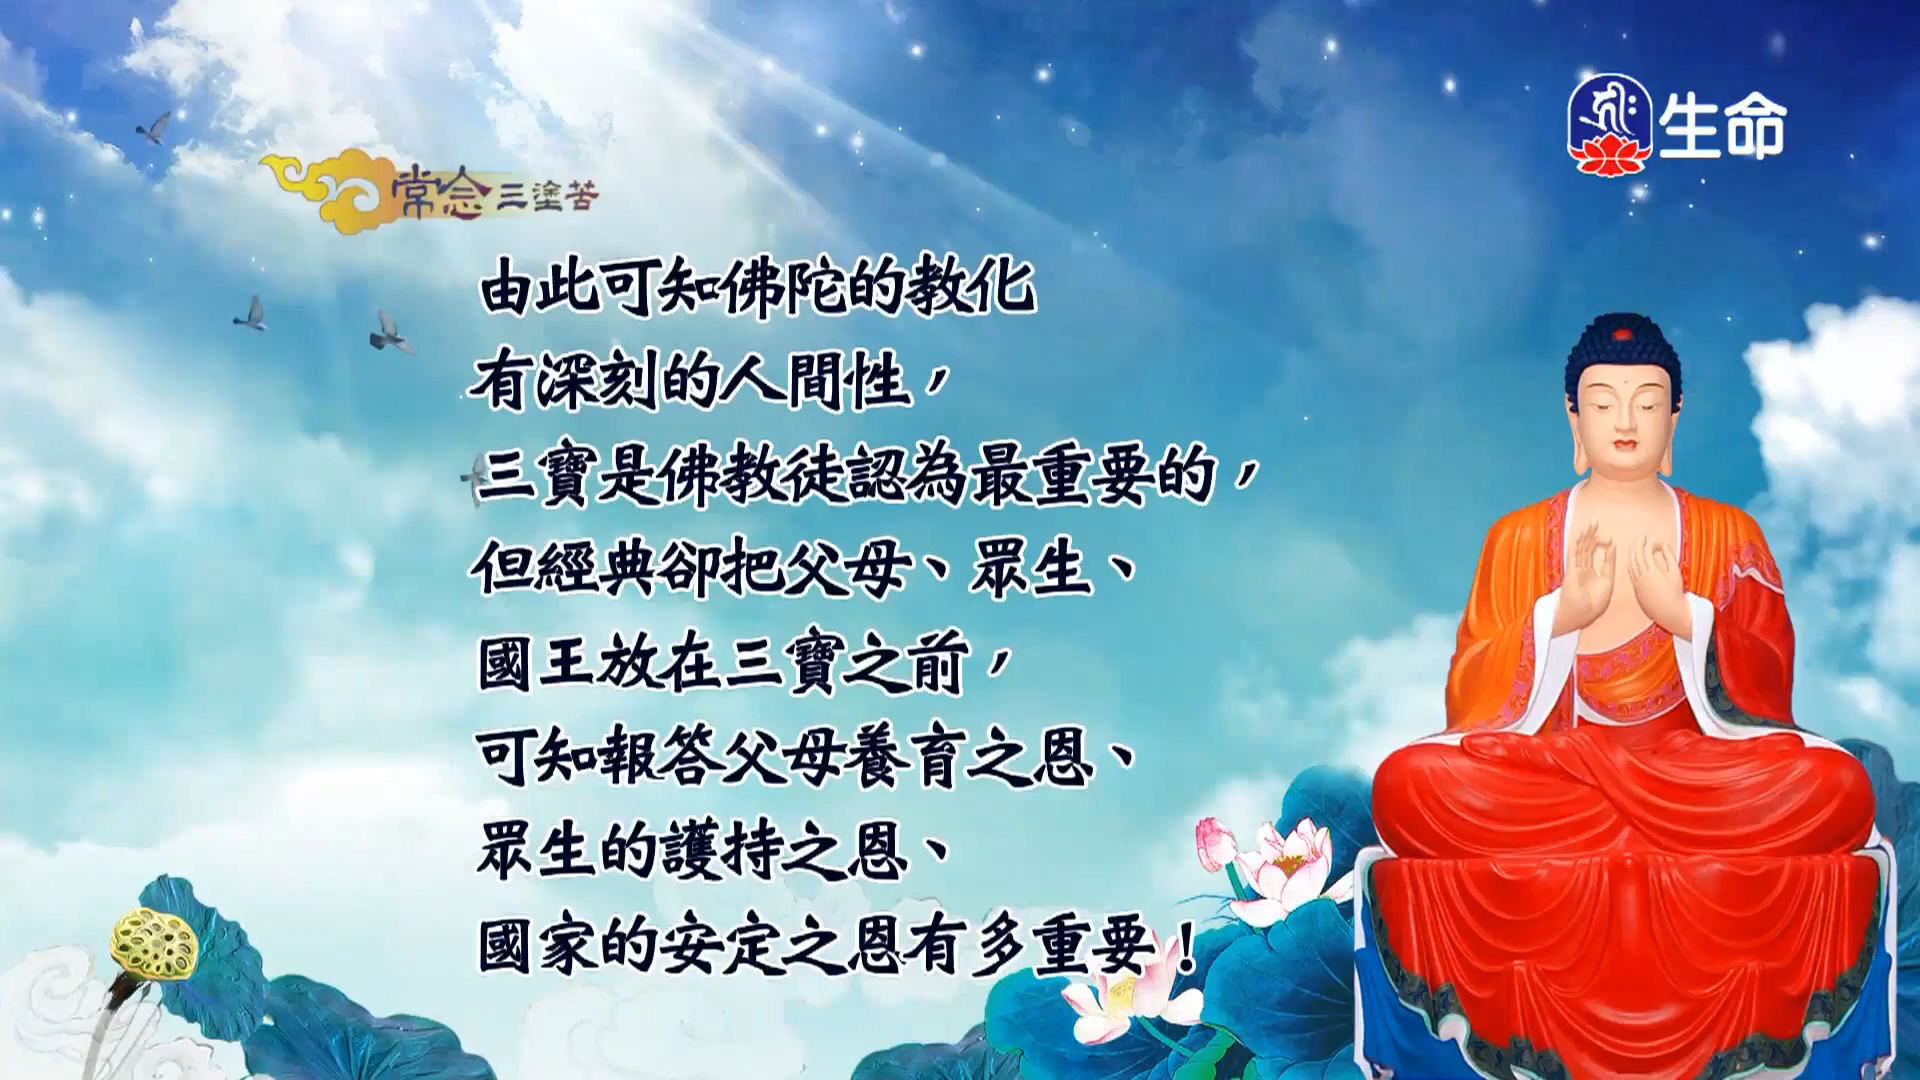 生命
常念三塗苦
由此可知佛陀的教化
有深刻的人間性，
三寶是佛教徒認為最重要的，
但經典卻把父母、眾生、
國王放在三寶之前，
可知報答父母養育之恩、
眾生的護持之恩、
國家的安定之恩有多重要！